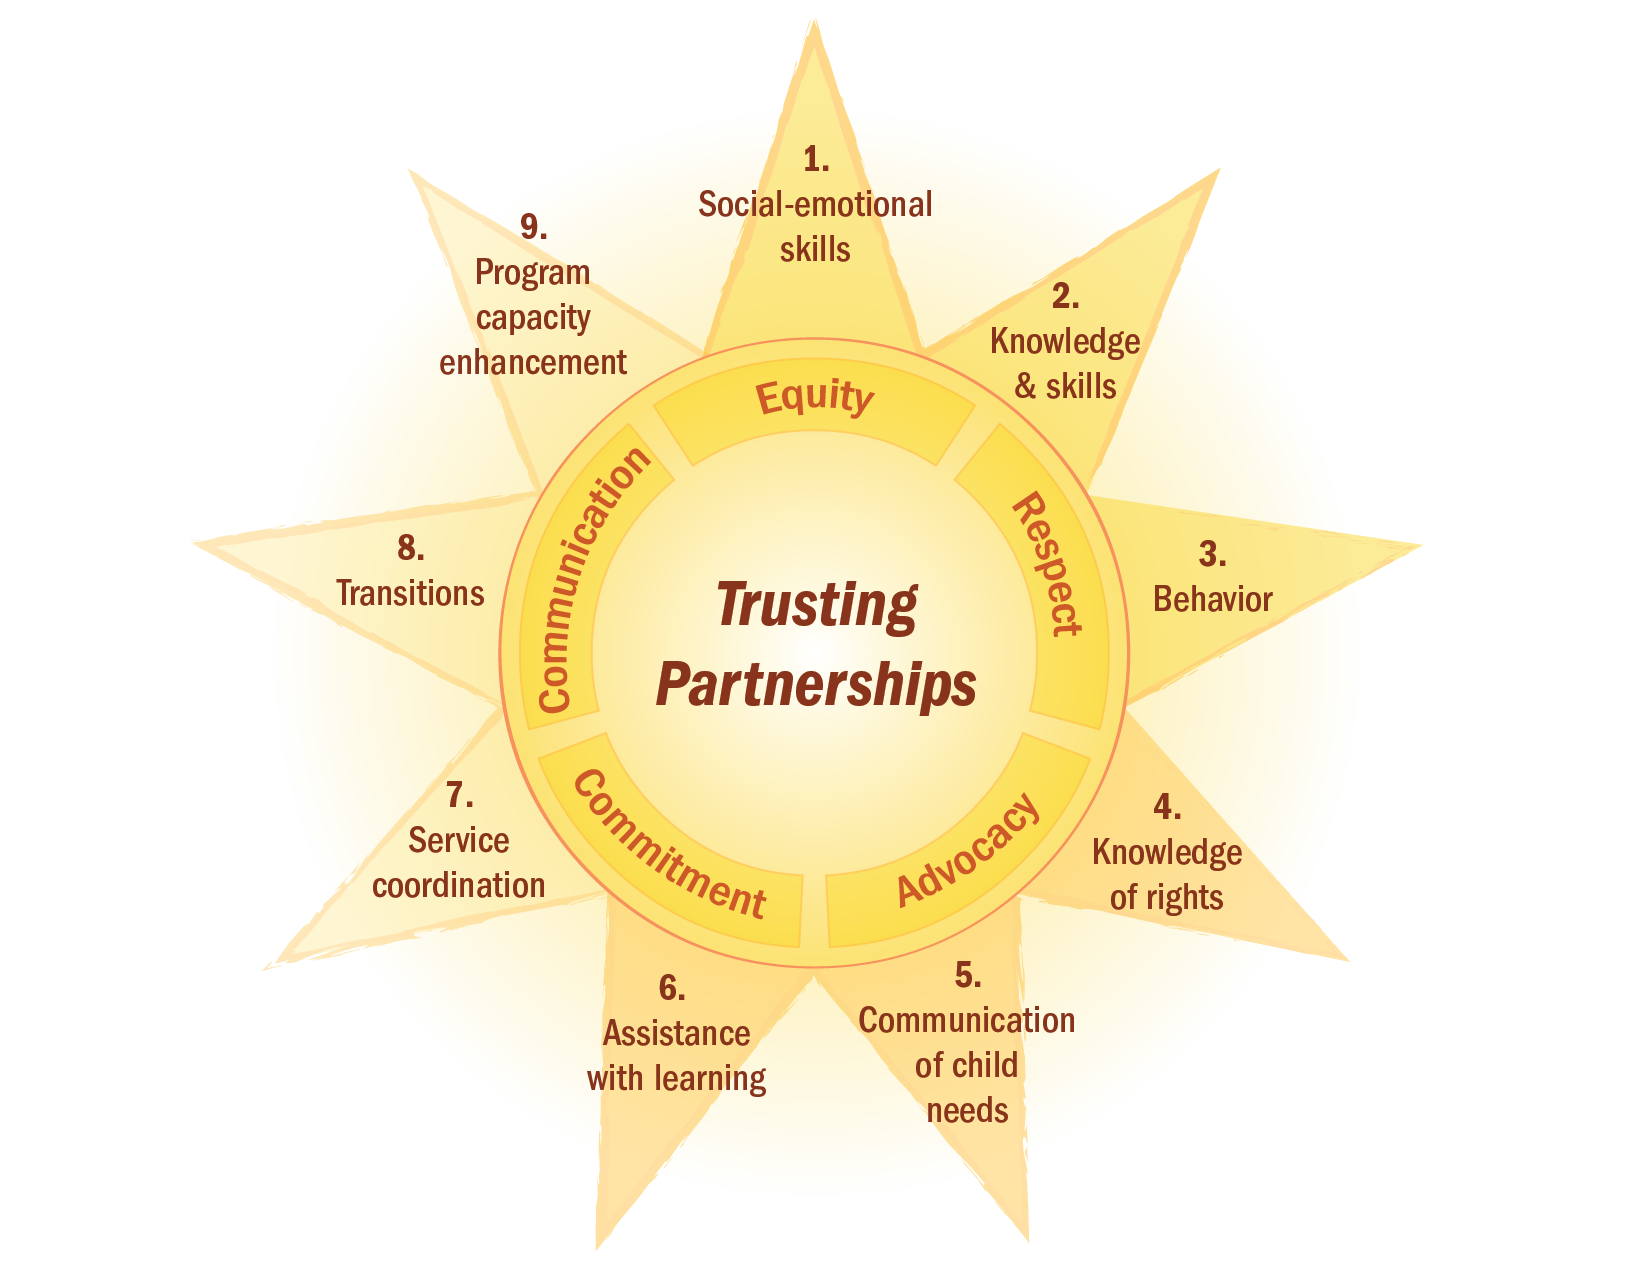 1.
Social-emotional
skills
2.
Knowledge
& skills
3.
Behavior
4.
Knowledge
of rights
5.
Communication
of child
needs
6.
Assistance
with learning
7.
Service
coordination
8.
Transitions
9.
Program
capacity
enhancement
Equity
Respect
Advocacy
Commitment
Communication
Trusting
Partnerships